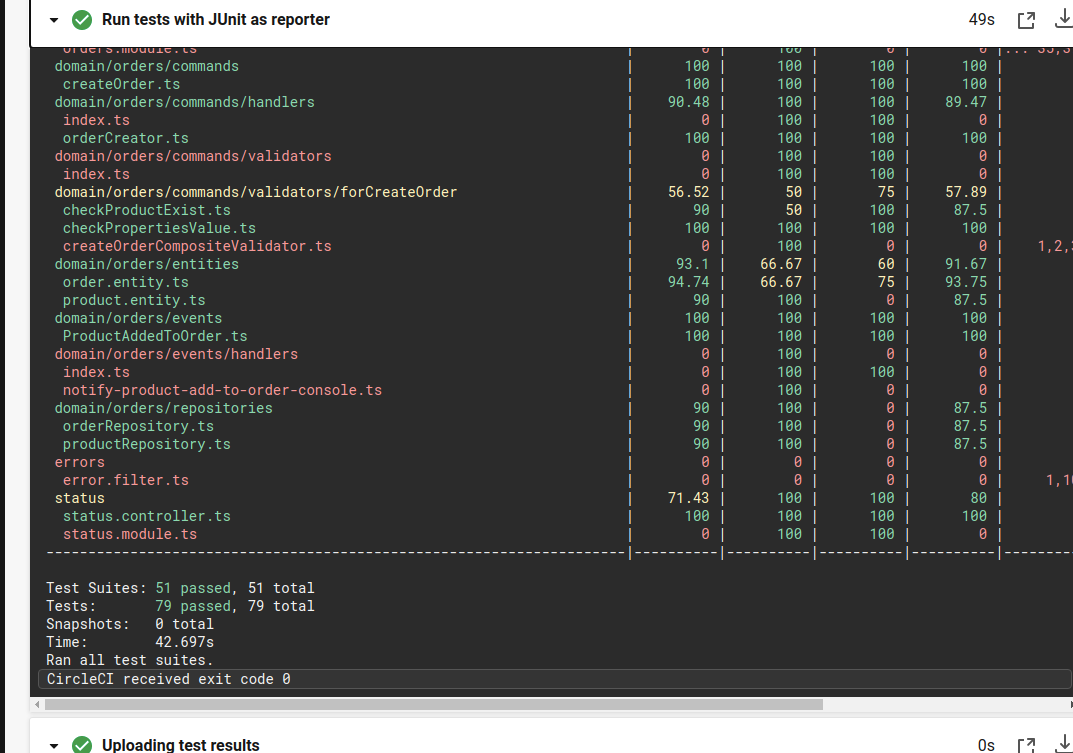 Run tests with JUnit as reporter 49s
orders.module.ts | 0 | 100 | 0 | 0 |... 
domain/orders/commands | 100 | 100 | 100 | 100 |
createOrder.ts | 100 | 100 | 100 | 100 |
domain/orders/commands/handlers | 90.48 | 100 | 100 | 89.47 |
index.ts | 0 | 100 | 100 | 0 |
orderCreator.ts | 100 | 100 | 100 | 100 |
domain/orders/commands/validators | 0 | 100 | 100 | 0 |
index.ts | 0 | 100 | 100 | 0 |
domain/orders/commands/validators/forCreateOrder | 56.52 | 50 | 75 | 57.89 |
checkProductExist.ts | 90 | 50 | 100 | 87.5 |
checkPropertiesValue.ts | 100 | 100 | 100 | 100 |
createOrderCompositeValidator.ts | 0 | 100 | 0 | 0 | 1,2,
domain/orders/entities | 93.1 | 66.67 | 60 | 91.67 |
order.entity.ts | 94.74 | 66.67 | 75 | 93.75 |
product.entity.ts | 90 | 100 | 0 | 87.5 |
domain/orders/events | 100 | 100 | 100 | 100 |
ProductAddedToOrder.ts | 100 | 100 | 100 | 100 |
domain/orders/events/handlers | 0 | 100 | 0 | 0 |
index.ts | 0 | 100 | 100 | 0 |
notify-product-add-to-order-console.ts | 0 | 100 | 0 | 0 |
domain/orders/repositories | 90 | 100 | 0 | 87.5 |
orderRepository.ts | 90 | 100 | 0 | 87.5 |
productRepository.ts | 90 | 100 | 0 | 87.5 |
errors | 0 | 0 | 0 | 0 |
error.filter.ts | 0 | 0 | 0 | 0 | 1,1
status | 71.43 | 100 | 100 | 80 |
status.controller.ts | 100 | 100 | 100 | 100 |
status.module.ts | 0 | 100 | 100 | 0 |
----------------------------------------------------------------|----------|----------|----------|----------|--------
Test Suites: 51 passed, 51 total
Tests: 79 passed, 79 total
Snapshots: 0 total
Time: 42.697s
Ran all test suites.
CircleCI received exit code 0
Uploading test results 0s